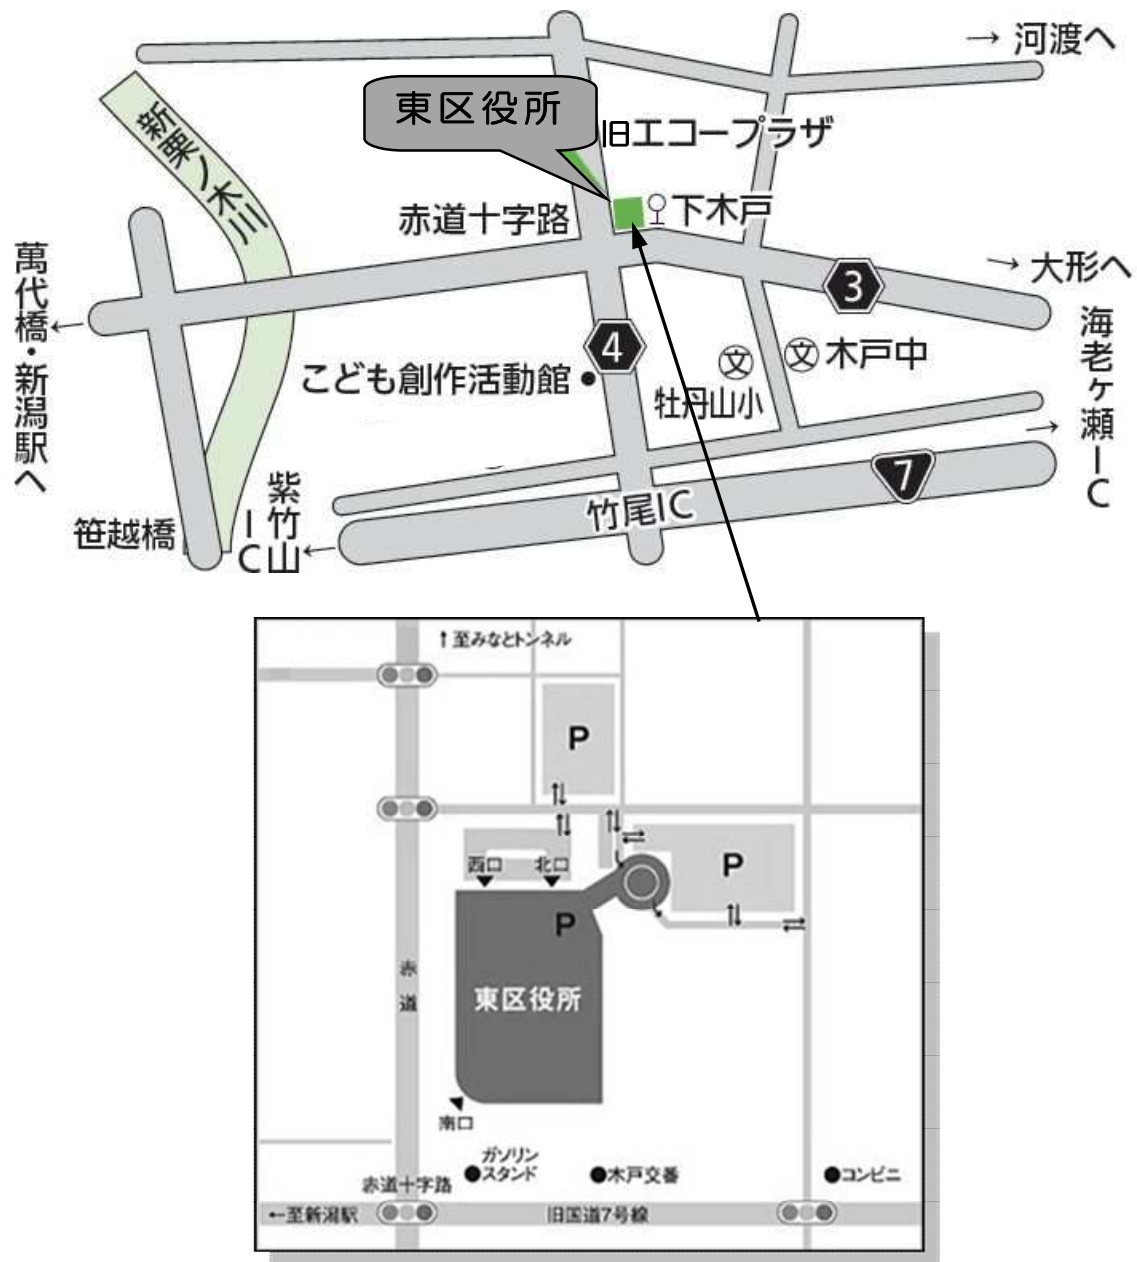 → 河渡へ
東区役所
旧エコープラザ
新栗ノ木川
赤道十字路
下木戸
萬代橋・新潟駅へ
←
→ 大形へ
3
海老ヶ瀬IC
→
4
文
文 木戸中
こども創作活動館
牡丹山小
7
紫竹山
IC
←
竹尾IC
笹越橋
↑至みなとトンネル
P
P
西口
北口
P
東区役所
赤道
南口
ガソリン
スタンド
木戸交番
コンビニ
赤道十字路
←至新潟駅
旧国道7号線